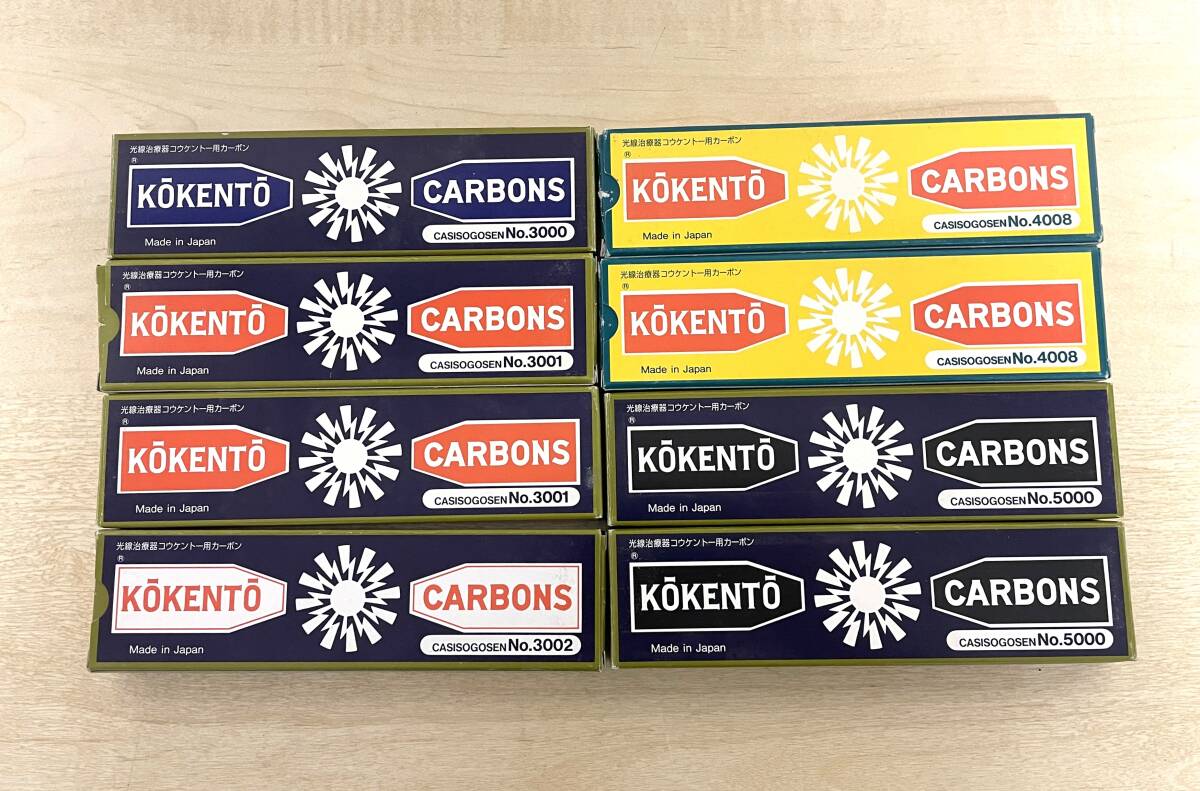 光線治療器コウケントー用カーボン
®
KŌKENTŌ CARBONS
Made in Japan CASISOGOSEN No.3000
光線治療器コウケントー用カーボン
®
KŌKENTŌ CARBONS
Made in Japan CASISOGOSEN No.3001
光線治療器コウケントー用カーボン
®
KŌKENTŌ CARBONS
Made in Japan CASISOGOSEN No.3001
光線治療器コウケントー用カーボン
®
KŌKENTŌ CARBONS
Made in Japan CASISOGOSEN No.3002
光線治療器コウケントー用カーボン
®
KŌKENTŌ CARBONS
Made in Japan CASISOGOSEN No.4008
光線治療器コウケントー用カーボン
®
KŌKENTŌ CARBONS
Made in Japan CASISOGOSEN No.4008
光線治療器コウケントー用カーボン
®
KŌKENTŌ CARBONS
Made in Japan CASISOGOSEN No.5000
光線治療器コウケントー用カーボン
®
KŌKENTŌ CARBONS
Made in Japan CASISOGOSEN No.5000